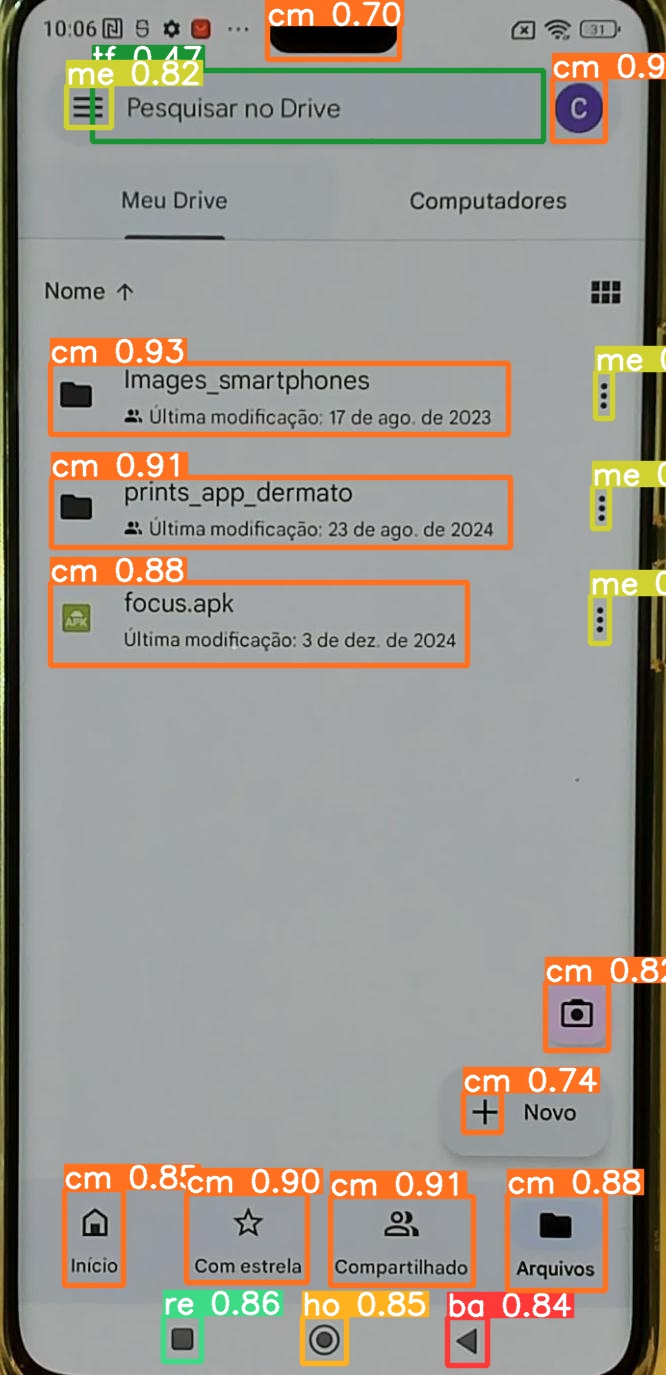 10:06
31
cm 0.70
tf 0.47
me 0.82
cm 0.9
Pesquisar no Drive
C
Meu Drive
Computadores
Nome
cm 0.93
me 0
Images_smartphones
Última modificação: 17 de ago. de 2023
cm 0.91
me 0
prints_app_dermato
Última modificação: 23 de ago. de 2024
cm 0.88
me 0
focus.apk
APK
Última modificação: 3 de dez. de 2024
cm 0.82
cm 0.74
Novo
cm 0.85
cm 0.90
cm 0.91
cm 0.88
Início
Com estrela
Compartilhado
Arquivos
re 0.86
ho 0.85
ba 0.84